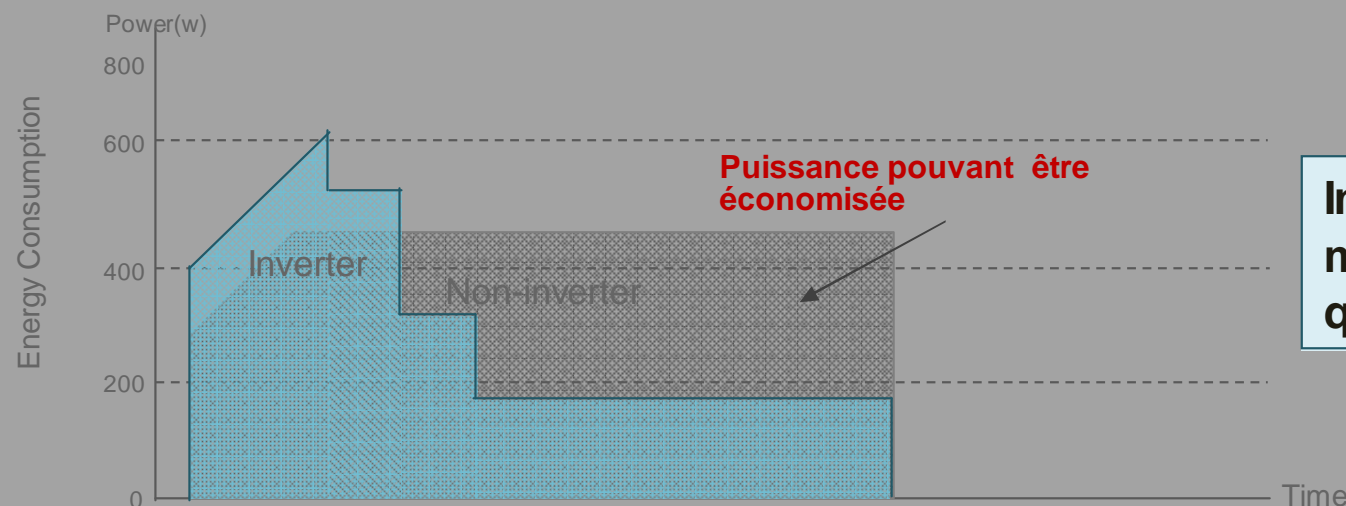 Power(w)
800
600
400
200
0
Energy Consumption
Puissance pouvant être
économisée
Inverter
Non-inverter
Time